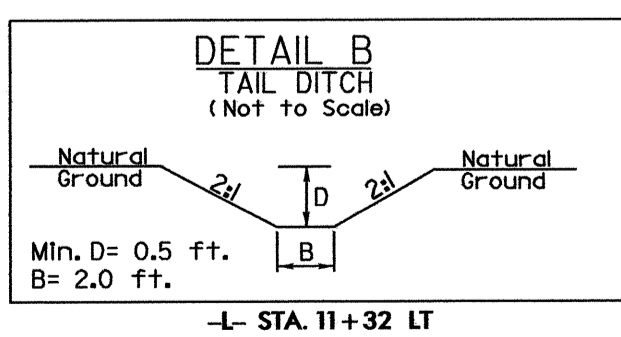 DETAIL B
TAIL DITCH
(Not to Scale)
Natural
Ground
2:1
D
2:1
Natural
Ground
B
Min. D= 0.5 ft.
B= 2.0 ft.
-L- STA. 11+32 LT